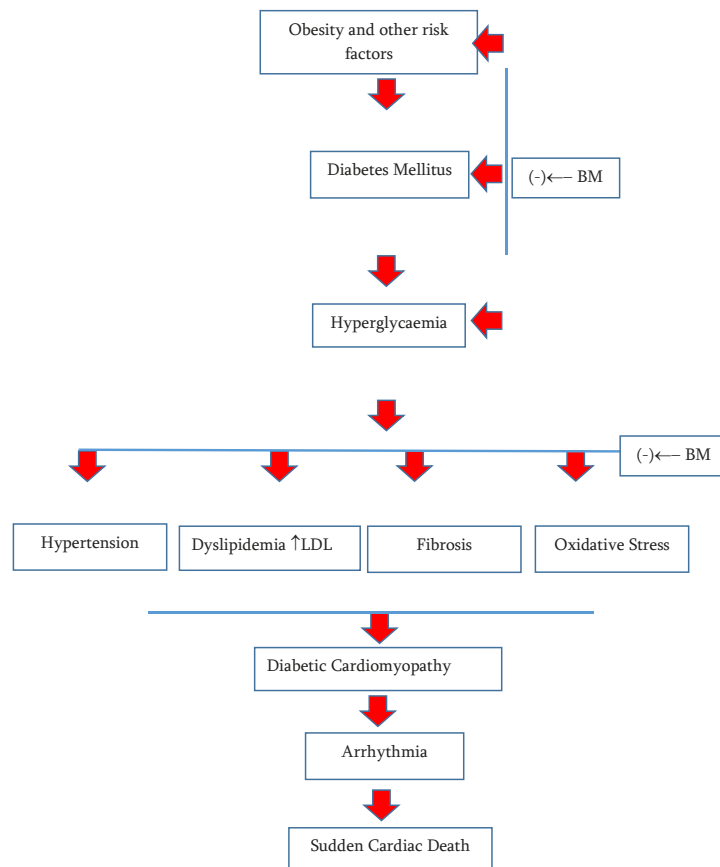 Obesity and other risk
factors
Diabetes Mellitus
(-)←– BM
Hyperglycaemia
(-)←– BM
Hypertension
Dyslipidemia ↑LDL
Fibrosis
Oxidative Stress
Diabetic Cardiomyopathy
Arrhythmia
Sudden Cardiac Death